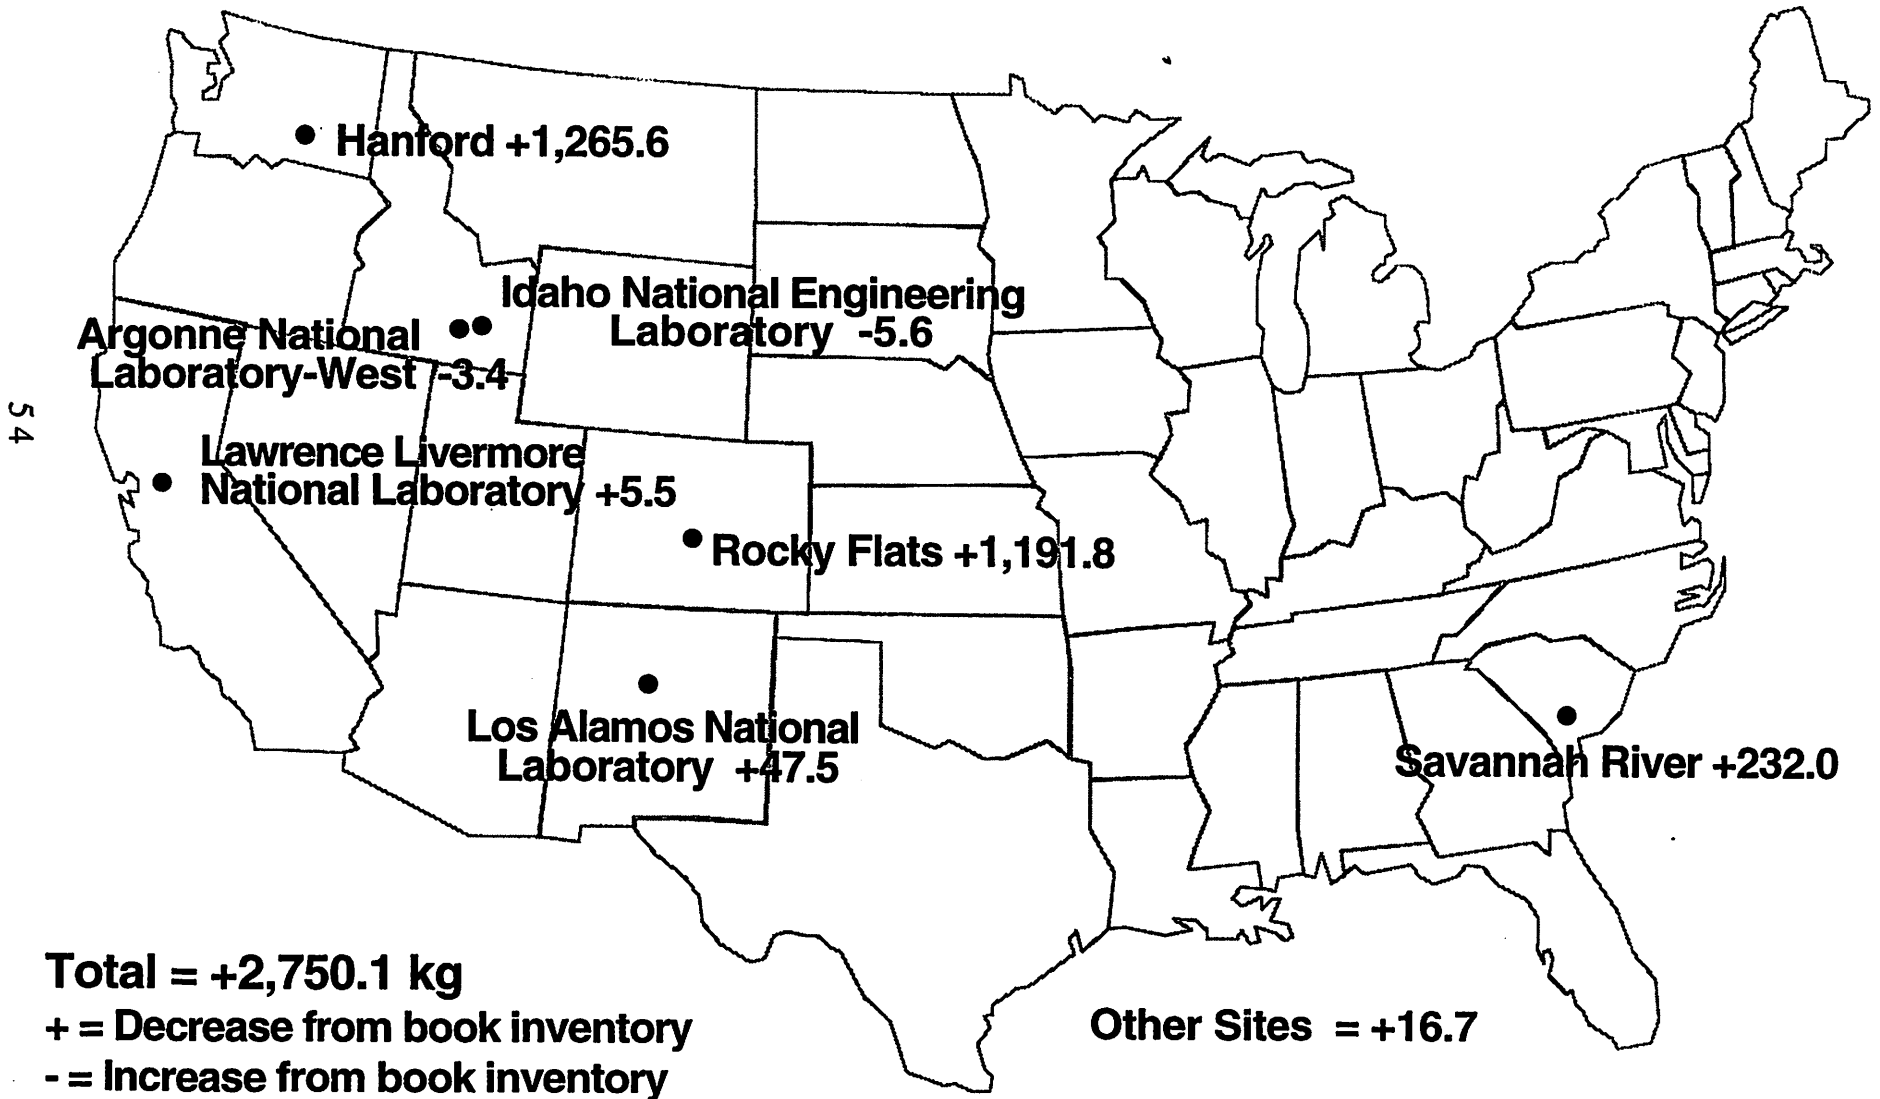 Hanford +1,265.6
Idaho National Engineering
Laboratory -5.6
Argonne National
Laboratory-West -3.4
54
Lawrence Livermore
National Laboratory +5.5
Rocky Flats +1,191.8
Los Alamos National
Laboratory +47.5
Savannah River +232.0
Total = +2,750.1 kg
+ = Decrease from book inventory
- = Increase from book inventory
Other Sites = +16.7